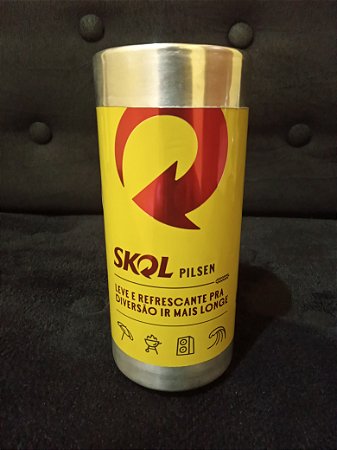 SKOL PILSEN
LEVE E REFRESCANTE PRA
DIVERSÃO IR MAIS LONGE